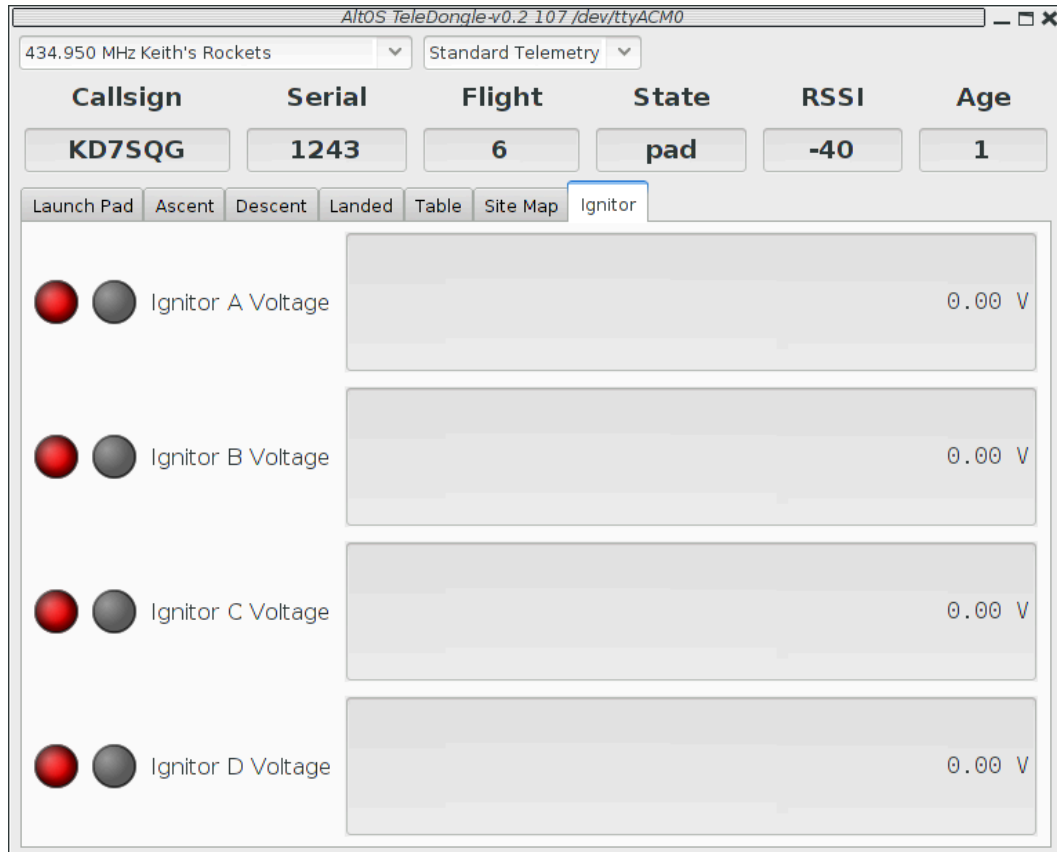 AltOS TeleDongle-v0.2 107 /dev/ttyACM0
434.950 MHz Keith's Rockets Standard Telemetry
Callsign Serial Flight State RSSI Age
KD7SQG 1243 6 pad -40 1
Launch Pad Ascent Descent Landed Table Site Map Ignitor
Ignitor A Voltage 0.00 V
Ignitor B Voltage 0.00 V
Ignitor C Voltage 0.00 V
Ignitor D Voltage 0.00 V